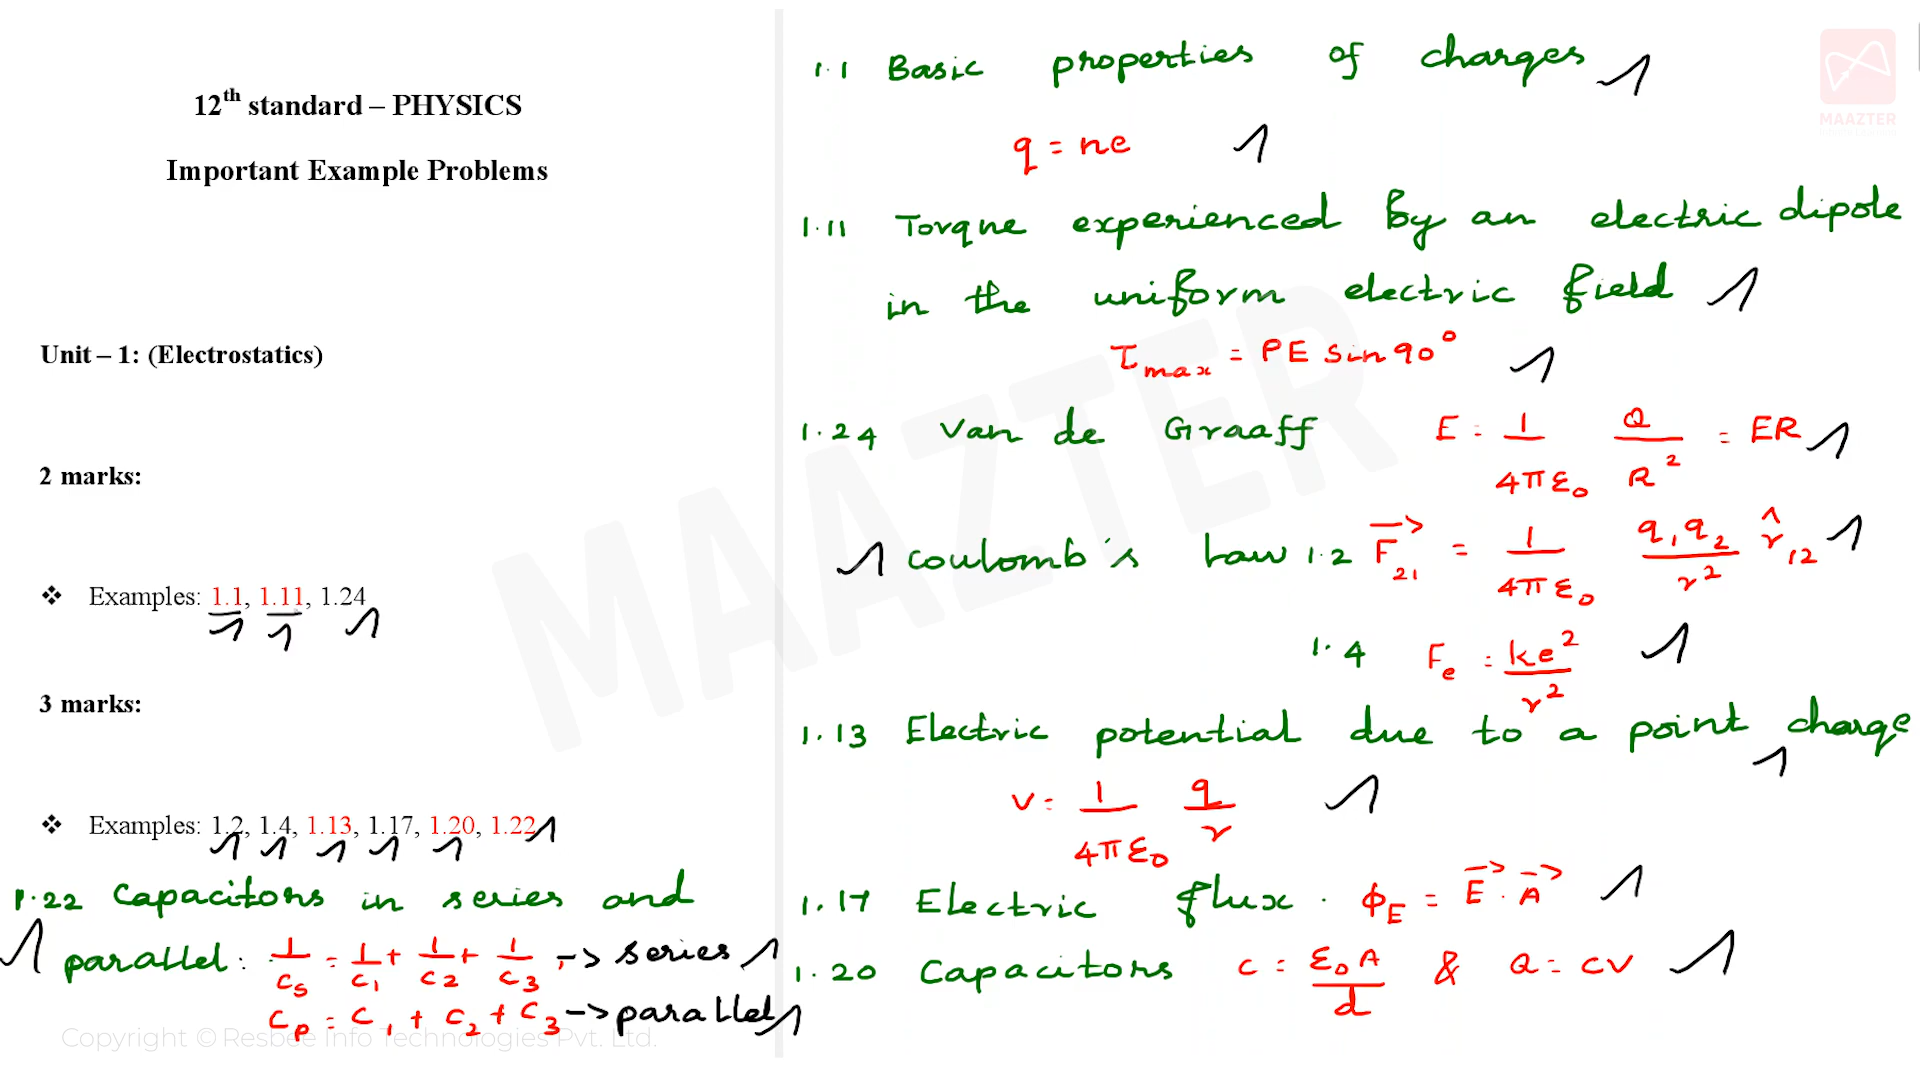 12th standard – PHYSICS
Important Example Problems
Unit – 1: (Electrostatics)
2 marks:
❖ Examples: 1.1, 1.11, 1.24
3 marks:
❖ Examples: 1.2, 1.4, 1.13, 1.17, 1.20, 1.22
1.22 Capacitors in series and
parallel: 1/Cs = 1/C1 + 1/C2 + 1/C3 -> series
Cp = C1 + C2 + C3 -> parallel
Copyright © Resbee Info Technologies Pvt. Ltd.
1.1 Basic properties of charges
q = ne
1.11 Torque experienced By an electric dipole
in the uniform electric field
τmax = PE sin 90°
1.24 Van de Graaff E = 1/4πε0 Q/R² = ER
Coulomb's Law 1.2 F⃗21 = 1/4πε0 q1q2/r² r̂12
1.4 Fe = ke²/r²
1.13 Electric potential due to a point charge
V = 1/4πε0 q/r
1.17 Electric flux. ϕE = E⃗ . A⃗
1.20 Capacitors C = ε0A/d & Q = CV
MAAZTER
MAAZTER